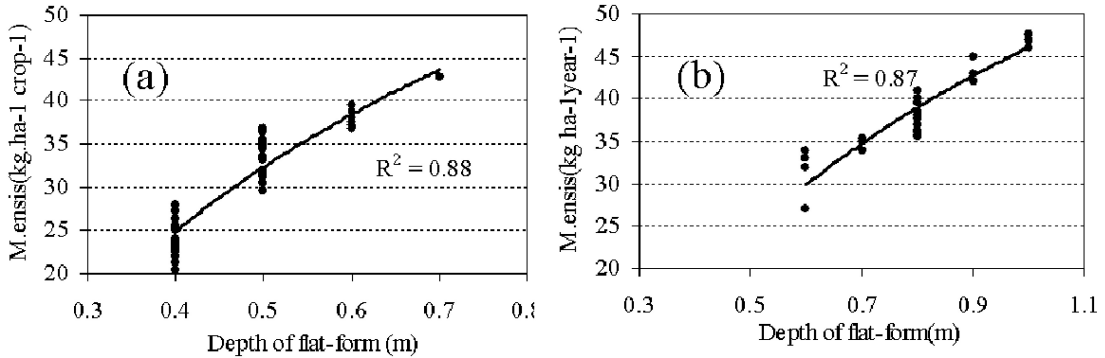 50
45
40
35
30
25
20
M.ensis(kg.ha-1 crop-1)
(a)
R² = 0.88
0.3 0.4 0.5 0.6 0.7
Depth of flat-form (m)
50
45
40
35
30
25
20
M.ensis(kg ha-1year-1)
(b)
R² = 0.87
0.3 0.5 0.7 0.9 1.1
Depth of flat-form(m)